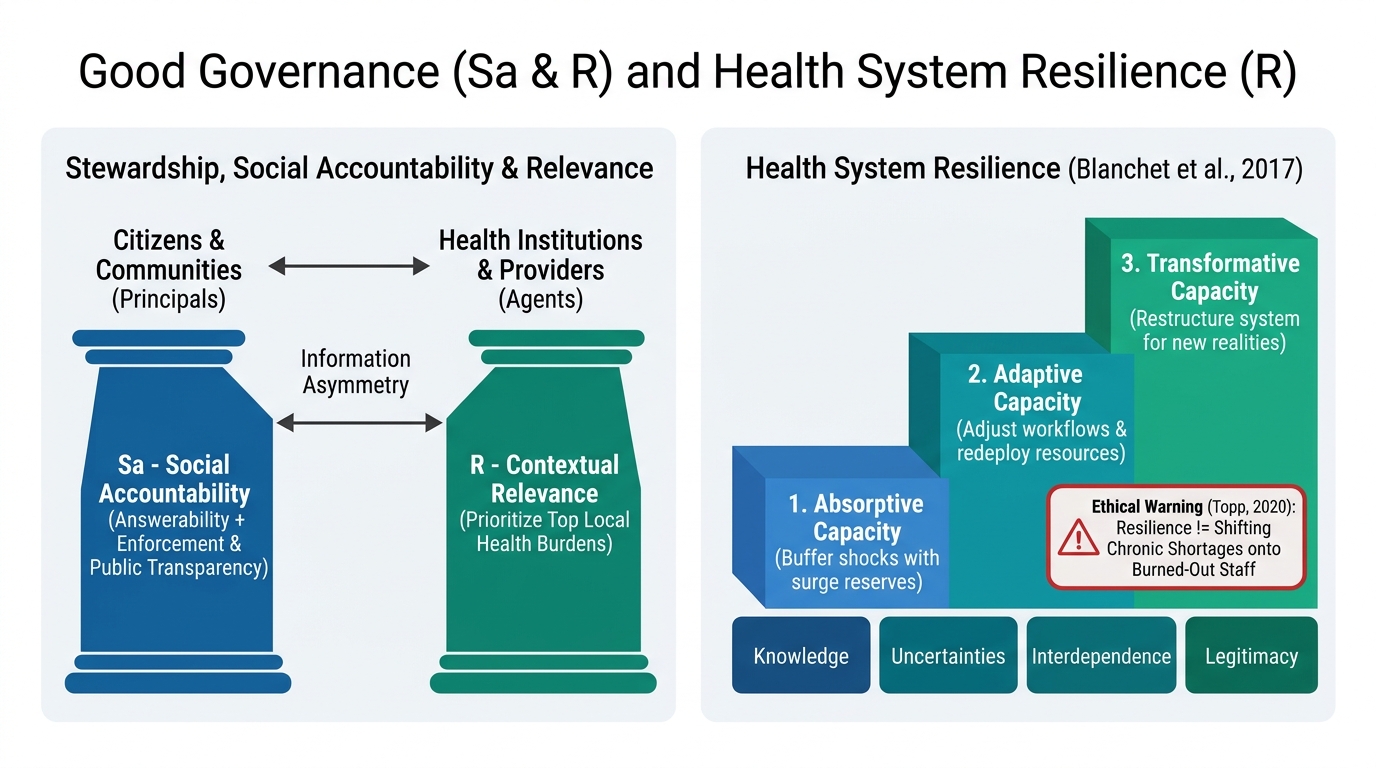 Good Governance (Sa & R) and Health System Resilience (R)
Stewardship, Social Accountability & Relevance
Citizens &
Communities
(Principals)
Health Institutions
& Providers
(Agents)
Information
Asymmetry
Sa - Social
Accountability
(Answerability +
Enforcement &
Public Transparency)
R - Contextual
Relevance
(Prioritize Top Local
Health Burdens)
Health System Resilience (Blanchet et al., 2017)
1. Absorptive
Capacity
(Buffer shocks with
surge reserves)
2. Adaptive
Capacity
(Adjust workflows &
redeploy resources)
3. Transformative
Capacity
(Restructure system
for new realities)
Ethical Warning (Topp, 2020):
Resilience != Shifting
Chronic Shortages onto
Burned-Out Staff
Knowledge
Uncertainties
Interdependence
Legitimacy